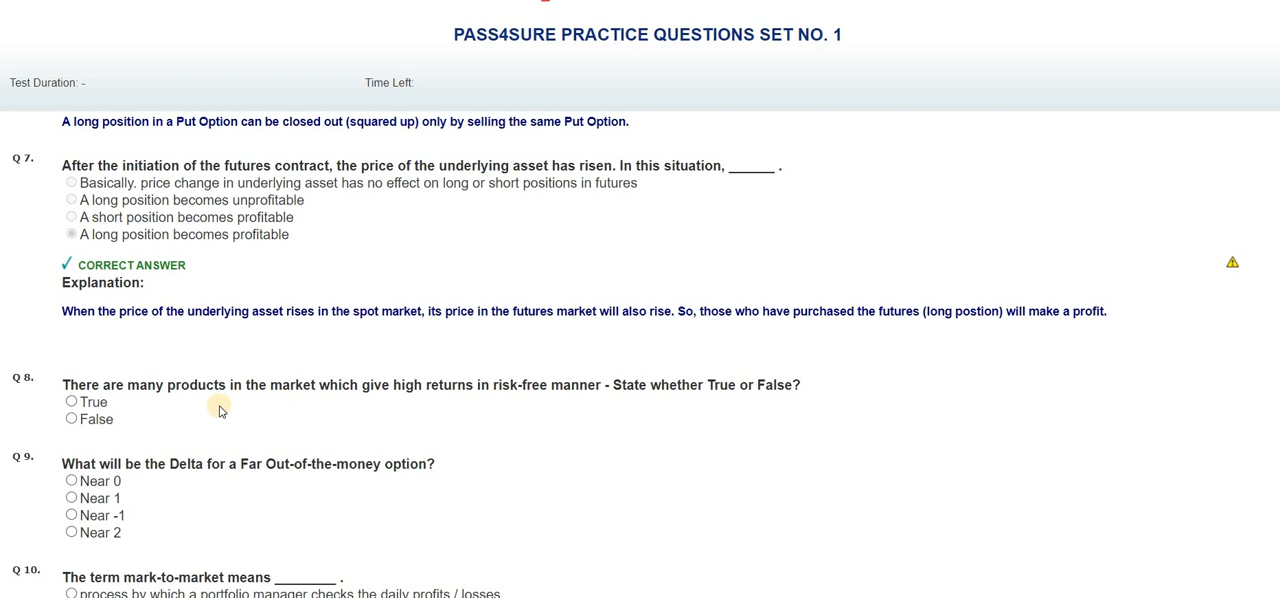 PASS4SURE PRACTICE QUESTIONS SET NO. 1
Test Duration: -
Time Left:
A long position in a Put Option can be closed out (squared up) only by selling the same Put Option.
Q 7.
After the initiation of the futures contract, the price of the underlying asset has risen. In this situation, ______ .
Basically. price change in underlying asset has no effect on long or short positions in futures
A long position becomes unprofitable
A short position becomes profitable
A long position becomes profitable
✓ CORRECT ANSWER
Explanation:
When the price of the underlying asset rises in the spot market, its price in the futures market will also rise. So, those who have purchased the futures (long postion) will make a profit.
Q 8.
There are many products in the market which give high returns in risk-free manner - State whether True or False?
True
False
Q 9.
What will be the Delta for a Far Out-of-the-money option?
Near 0
Near 1
Near -1
Near 2
Q 10.
The term mark-to-market means ________ .
process by which a portfolio manager checks the daily profits / losses